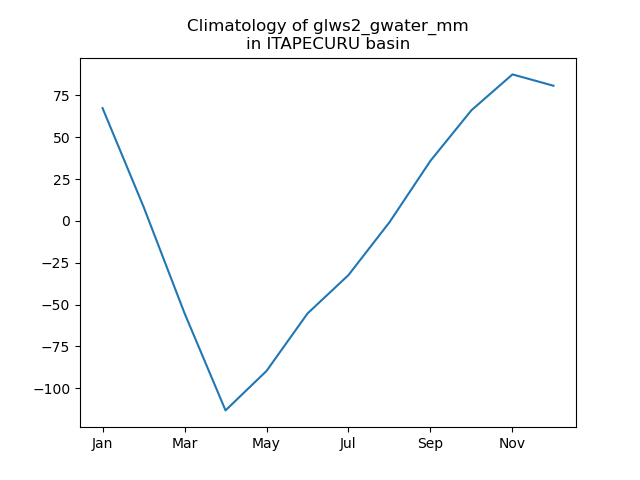 Climatology of glws2_gwater_mm
in ITAPECURU basin
75
50
25
0
−25
−50
−75
−100
Jan Mar May Jul Sep Nov